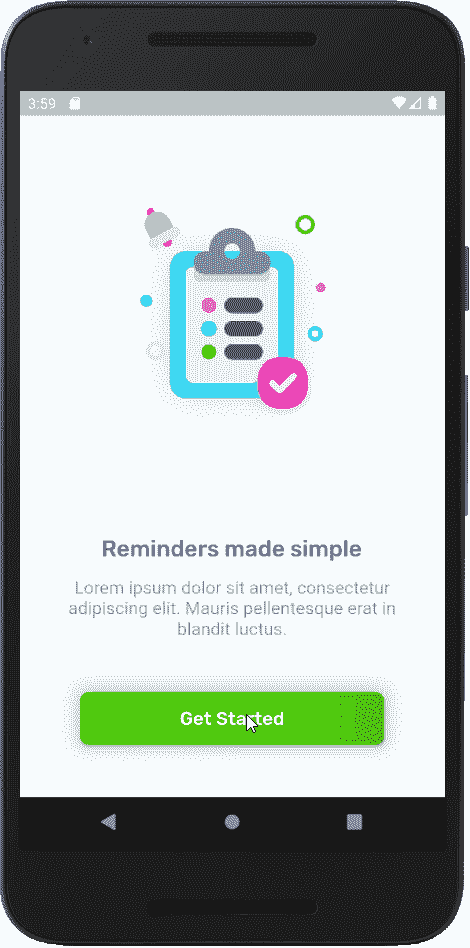 3:59
Reminders made simple
Lorem ipsum dolor sit amet, consectetur
adipiscing elit. Mauris pellentesque erat in
blandit luctus.
Get Started